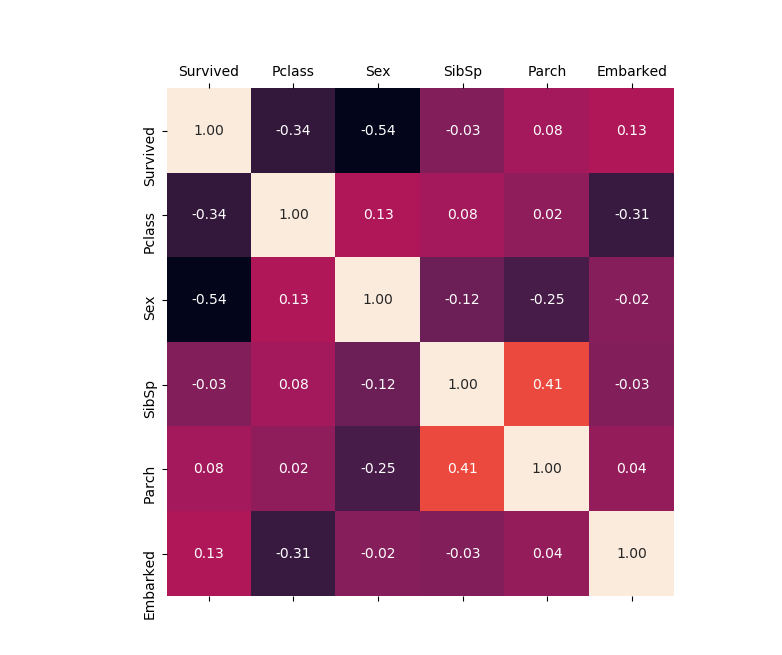 Survived Pclass Sex SibSp Parch Embarked
Survived 1.00 -0.34 -0.54 -0.03 0.08 0.13
Pclass -0.34 1.00 0.13 0.08 0.02 -0.31
Sex -0.54 0.13 1.00 -0.12 -0.25 -0.02
SibSp -0.03 0.08 -0.12 1.00 0.41 -0.03
Parch 0.08 0.02 -0.25 0.41 1.00 0.04
Embarked 0.13 -0.31 -0.02 -0.03 0.04 1.00